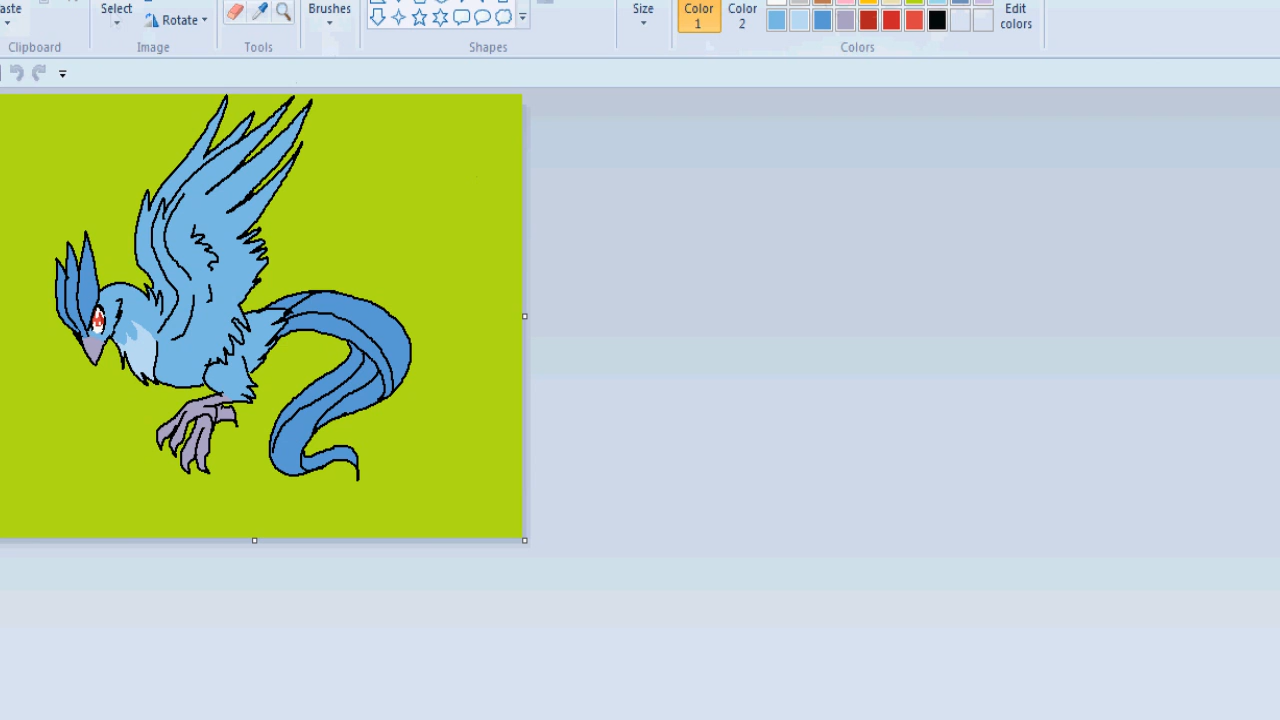 aste
Select
Rotate
Brushes
Size
Color
1
Color
2
Edit
colors
Clipboard
Image
Tools
Shapes
Colors